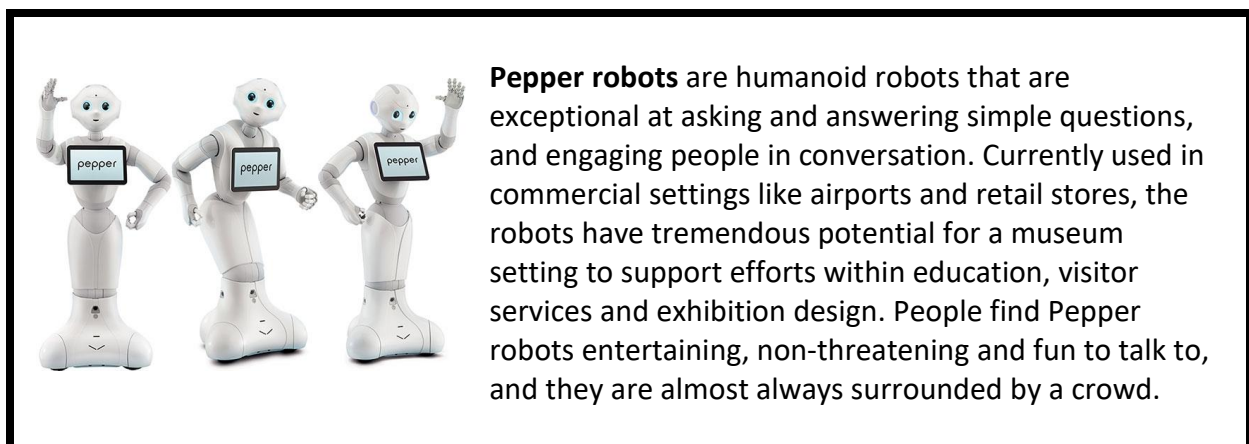 pepper
pepper
pepper
Pepper robots are humanoid robots that are
exceptional at asking and answering simple questions,
and engaging people in conversation. Currently used in
commercial settings like airports and retail stores, the
robots have tremendous potential for a museum
setting to support efforts within education, visitor
services and exhibition design. People find Pepper
robots entertaining, non-threatening and fun to talk to,
and they are almost always surrounded by a crowd.